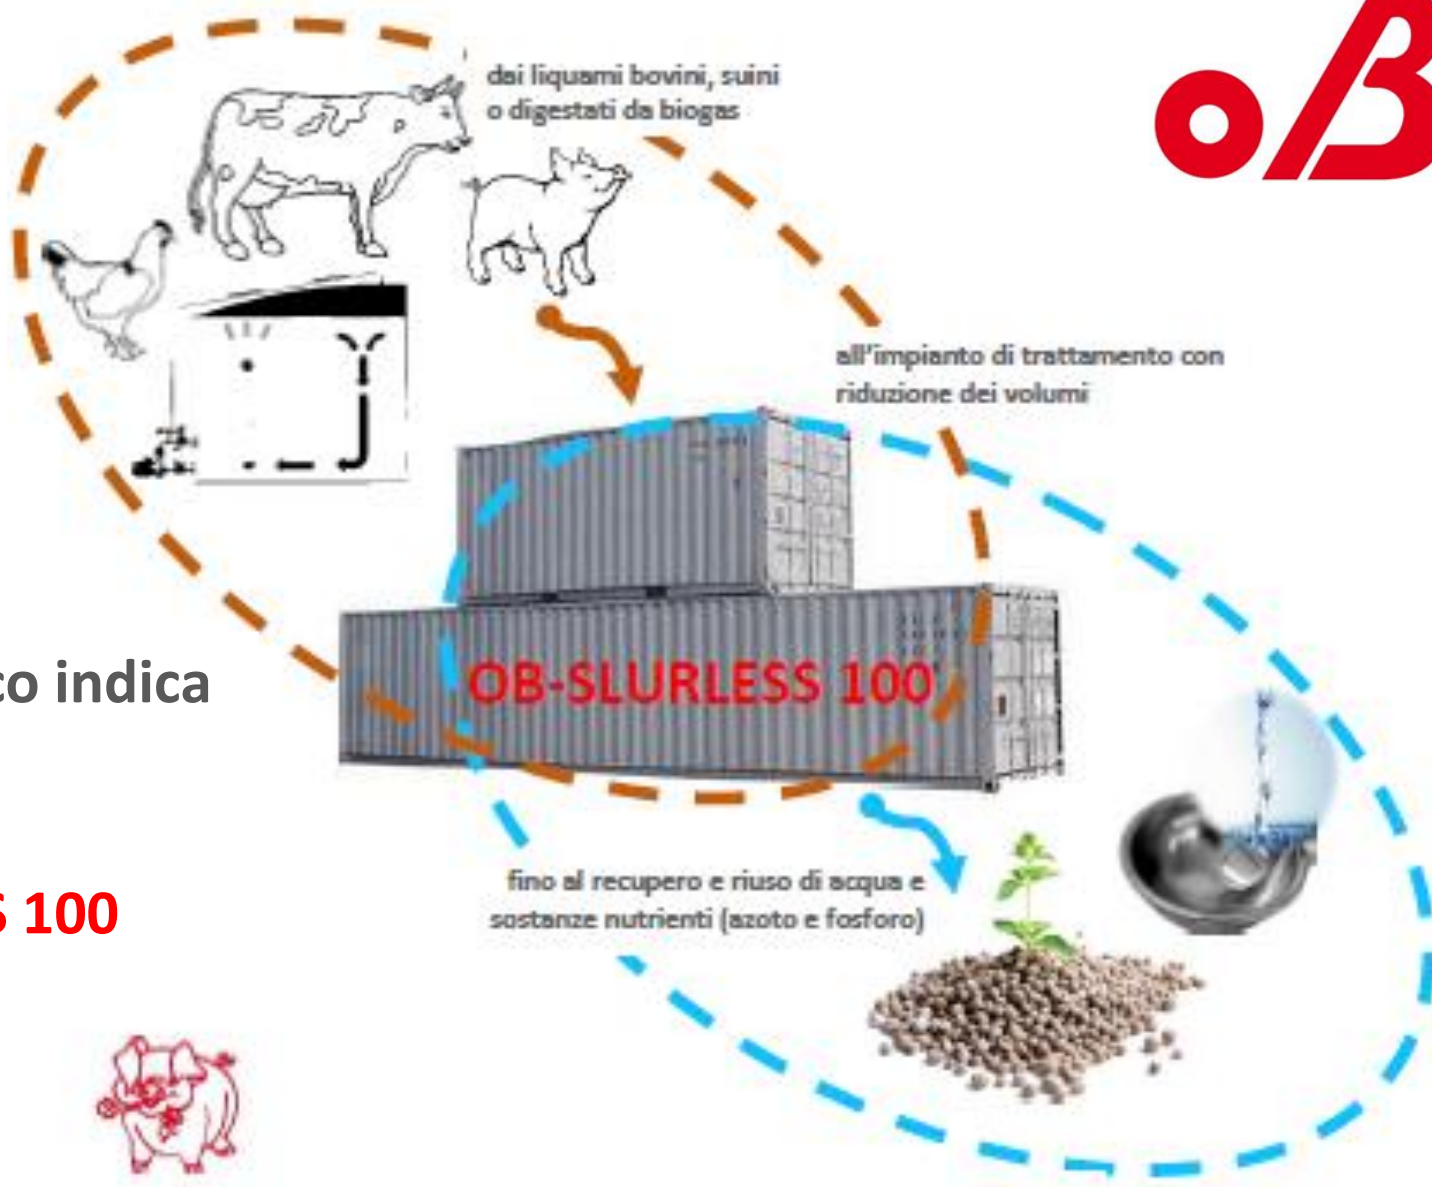 dai liquami bovini, suini
o digestati da biogas
oB
all'impianto di trattamento con
riduzione dei volumi
OB-SLURLESS 100
co indica
S 100
fino al recupero e riuso di acqua e
sostanze nutrienti (azoto e fosforo)